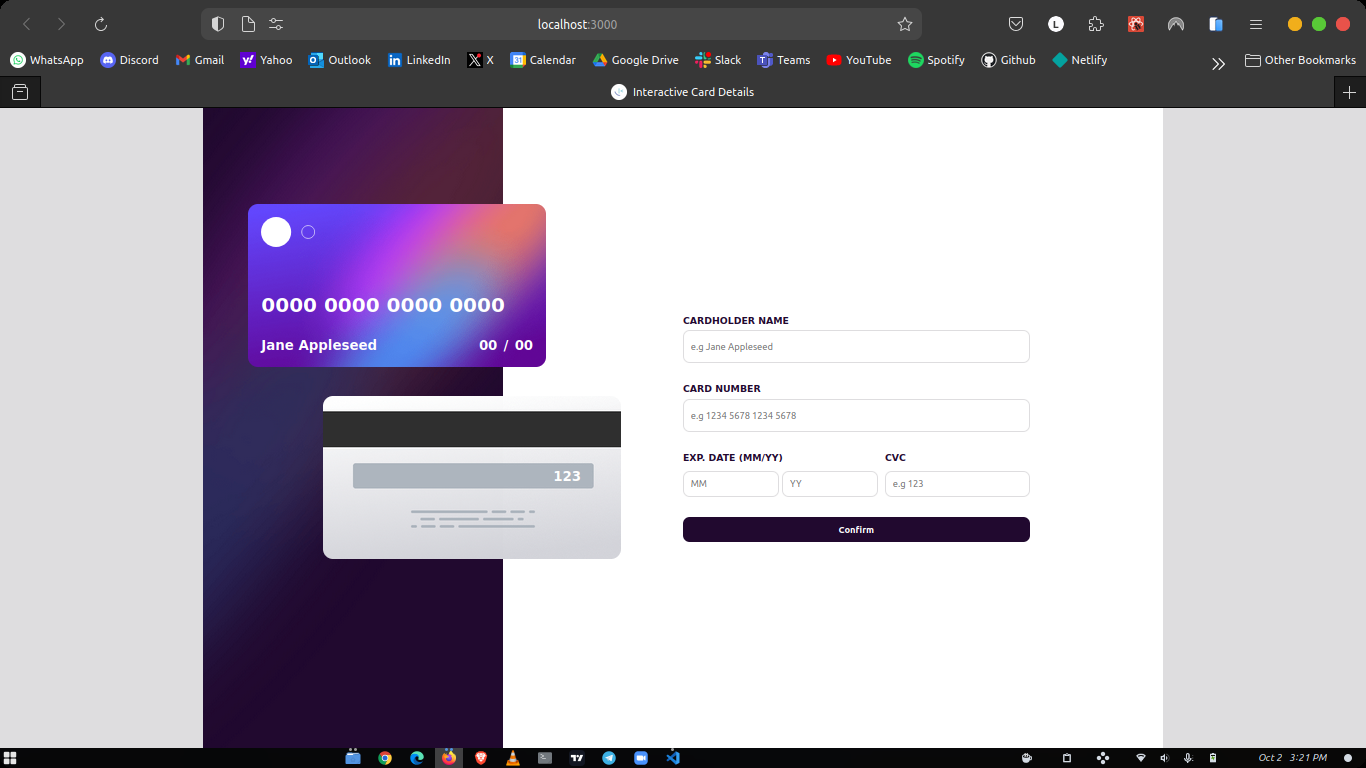 localhost:3000
L
WhatsApp Discord Gmail Yahoo Outlook LinkedIn X Calendar Google Drive Slack Teams YouTube Spotify Github Netlify Other Bookmarks
Interactive Card Details
0000 0000 0000 0000
Jane Appleseed 00 / 00
123
CARDHOLDER NAME
e.g Jane Appleseed
CARD NUMBER
e.g 1234 5678 1234 5678
EXP. DATE (MM/YY) CVC
MM YY e.g 123
Confirm
Oct 2 3:21 PM